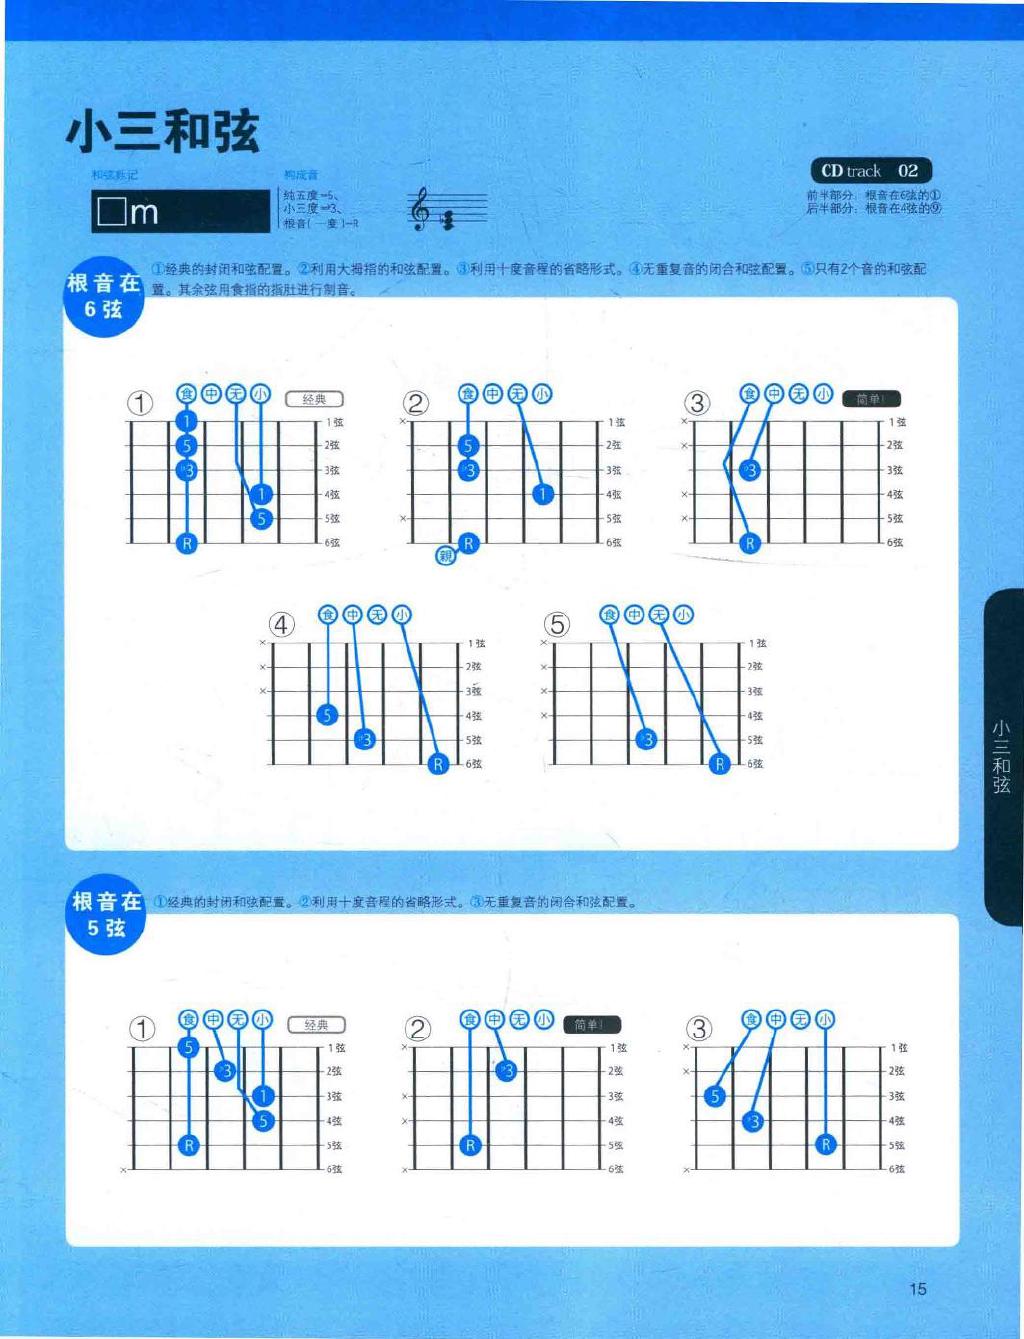 小三和弦
和弦标记
构成音
□m
纯五度=5、
小三度=♭3、
根音(一度)=R
CD track 02
前半部分：根音在6弦的①
后半部分：根音在4弦的⑨
根音在
6弦
①经典的封闭和弦配置。②利用大拇指的和弦配置。③利用十度音程的省略形式。④无重复音的闭合和弦配置。⑤只有2个音的和弦配
置。其余弦用食指的指肚进行制音。
① 食 中 无 小 经典
1 1弦
5 2弦
♭3 3弦
1 4弦
5 5弦
R 6弦
② 食 中 无 小
× 1弦
5 2弦
♭3 3弦
1 4弦
× 5弦
R 6弦
親
③ 食 中 无 小 简单!
× 1弦
× 2弦
♭3 3弦
× 4弦
× 5弦
R 6弦
④ 食 中 无 小
× 1弦
× 2弦
× 3弦
5 4弦
♭3 5弦
R 6弦
⑤ 食 中 无 小
× 1弦
× 2弦
× 3弦
× 4弦
♭3 5弦
R 6弦
小三和弦
根音在
5弦
①经典的封闭和弦配置。②利用十度音程的省略形式。③无重复音的闭合和弦配置。
① 食 中 无 小 经典
5 1弦
♭3 2弦
1 3弦
5 4弦
R 5弦
× 6弦
② 食 中 无 小 简单!
× 1弦
♭3 2弦
× 3弦
× 4弦
R 5弦
× 6弦
③ 食 中 无 小
× 1弦
× 2弦
5 3弦
♭3 4弦
R 5弦
× 6弦
15